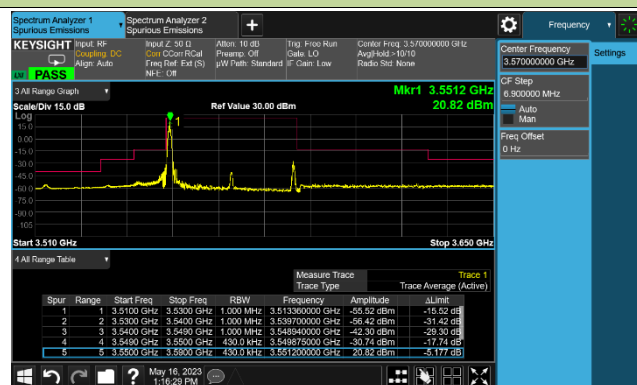 Spectrum Analyzer 1
Spurious Emissions
Spectrum Analyzer 2
Spurious Emissions
+
Frequency
KEYSIGHT
Input: RF
Coupling: DC
Align: Auto
Input Z: 50 Ω
Corr CCorr RCal
Freq Ref: Ext (S)
NFE: Off
Atten: 10 dB
Preamp: Off
µW Path: Standard
Trig: Free Run
Gate: LO
IF Gain: Low
Center Freq: 3.570000000 GHz
Avg|Hold:>10/10
Radio Std: None
LXI PASS
Center Frequency
3.570000000 GHz
Settings
CF Step
6.900000 MHz
Auto
Man
Freq Offset
0 Hz
3 All Range Graph
Mkr1 3.5512 GHz
Scale/Div 15.0 dB
Ref Value 30.00 dBm
20.82 dBm
Log
1
15.0
0.00
-15.0
-30.0
-45.0
-60.0
-75.0
-90.0
-105
Start 3.510 GHz
Stop 3.650 GHz
4 All Range Table
Measure Trace Trace 1
Trace Type Trace Average (Active)
Spur Range Start Freq Stop Freq RBW Frequency Amplitude ΔLimit
1 1 3.5100 GHz 3.5300 GHz 1.000 MHz 3.513360000 GHz -55.52 dBm -15.52 dB
2 2 3.5300 GHz 3.5400 GHz 1.000 MHz 3.539700000 GHz -56.42 dBm -31.42 dB
3 3 3.5400 GHz 3.5490 GHz 1.000 MHz 3.548940000 GHz -42.30 dBm -29.30 dB
4 4 3.5490 GHz 3.5500 GHz 430.0 kHz 3.549875000 GHz -30.74 dBm -17.74 dB
5 5 3.5500 GHz 3.5900 GHz 430.0 kHz 3.551200000 GHz 20.82 dBm -5.177 dB
?
May 16, 2023
1:16:29 PM